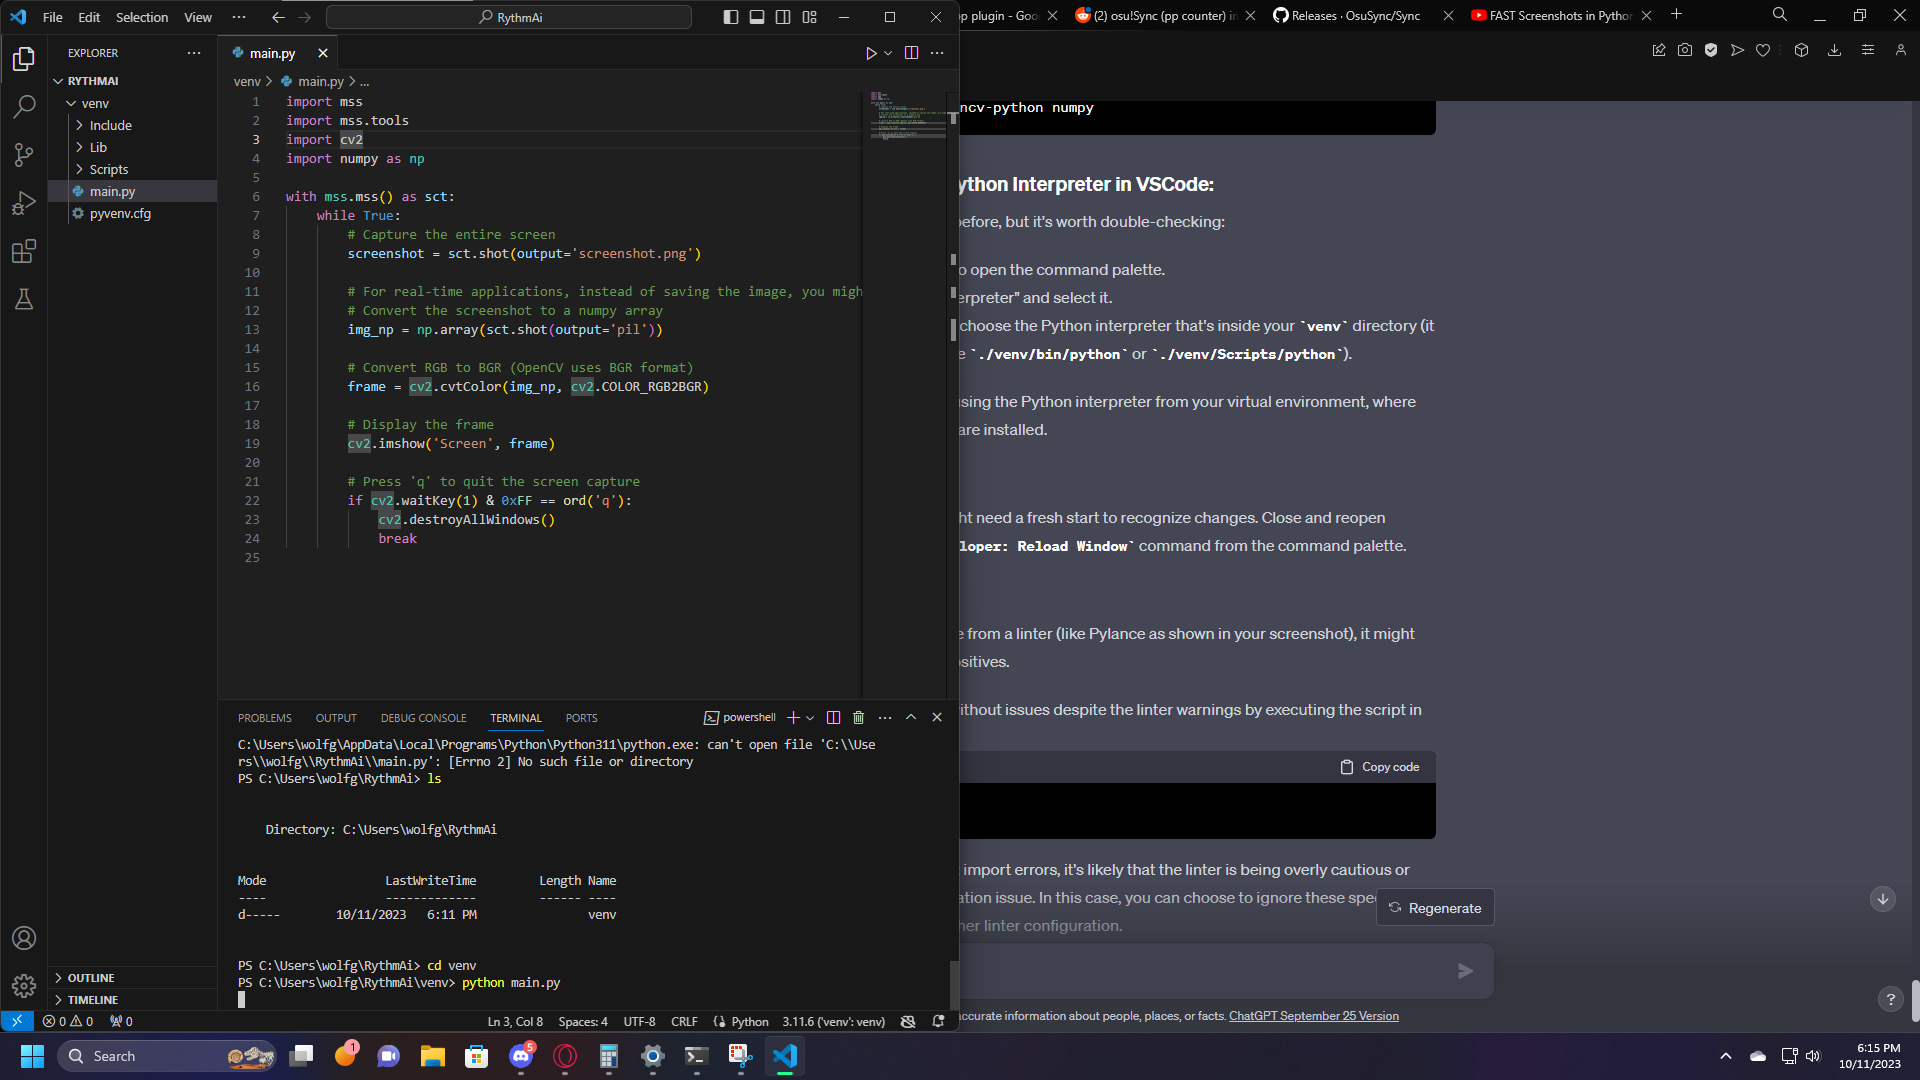 File Edit Selection View ··· RythmAi
pp plugin - Goo
(2) osu!Sync (pp counter) in
Releases · OsuSync/Sync
FAST Screenshots in Python
EXPLORER
main.py
RYTHMAI
venv
Include
Lib
Scripts
main.py
pyvenv.cfg
OUTLINE
TIMELINE
venv > main.py > ...
1 import mss
2 import mss.tools
3 import cv2
4 import numpy as np
5
6 with mss.mss() as sct:
7 while True:
8 # Capture the entire screen
9 screenshot = sct.shot(output='screenshot.png')
10
11 # For real-time applications, instead of saving the image, you migh
12 # Convert the screenshot to a numpy array
13 img_np = np.array(sct.shot(output='pil'))
14
15 # Convert RGB to BGR (OpenCV uses BGR format)
16 frame = cv2.cvtColor(img_np, cv2.COLOR_RGB2BGR)
17
18 # Display the frame
19 cv2.imshow('Screen', frame)
20
21 # Press 'q' to quit the screen capture
22 if cv2.waitKey(1) & 0xFF == ord('q'):
23 cv2.destroyAllWindows()
24 break
25
PROBLEMS OUTPUT DEBUG CONSOLE TERMINAL PORTS powershell
C:\Users\wolfg\AppData\Local\Programs\Python\Python311\python.exe: can't open file 'C:\\Use
rs\\wolfg\\RythmAi\\main.py': [Errno 2] No such file or directory
PS C:\Users\wolfg\RythmAi> ls
Directory: C:\Users\wolfg\RythmAi
Mode LastWriteTime Length Name
---- ------------- ------ ----
d----- 10/11/2023 6:11 PM venv
PS C:\Users\wolfg\RythmAi> cd venv
PS C:\Users\wolfg\RythmAi\venv> python main.py
0 0 0 Ln 3, Col 8 Spaces: 4 UTF-8 CRLF Python 3.11.6 ('venv': venv)
ncv-python numpy
ython Interpreter in VSCode:
before, but it's worth double-checking:
o open the command palette.
erpreter" and select it.
choose the Python interpreter that's inside your `venv` directory (it
e `./venv/bin/python` or `./venv/Scripts/python`).
using the Python interpreter from your virtual environment, where
are installed.
ht need a fresh start to recognize changes. Close and reopen
loper: Reload Window` command from the command palette.
e from a linter (like Pylance as shown in your screenshot), it might
ositives.
without issues despite the linter warnings by executing the script in
Copy code
import errors, it's likely that the linter is being overly cautious or
ation issue. In this case, you can choose to ignore these spe
her linter configuration.
Regenerate
?
accurate information about people, places, or facts. ChatGPT September 25 Version
Search
1
5
6:15 PM
10/11/2023